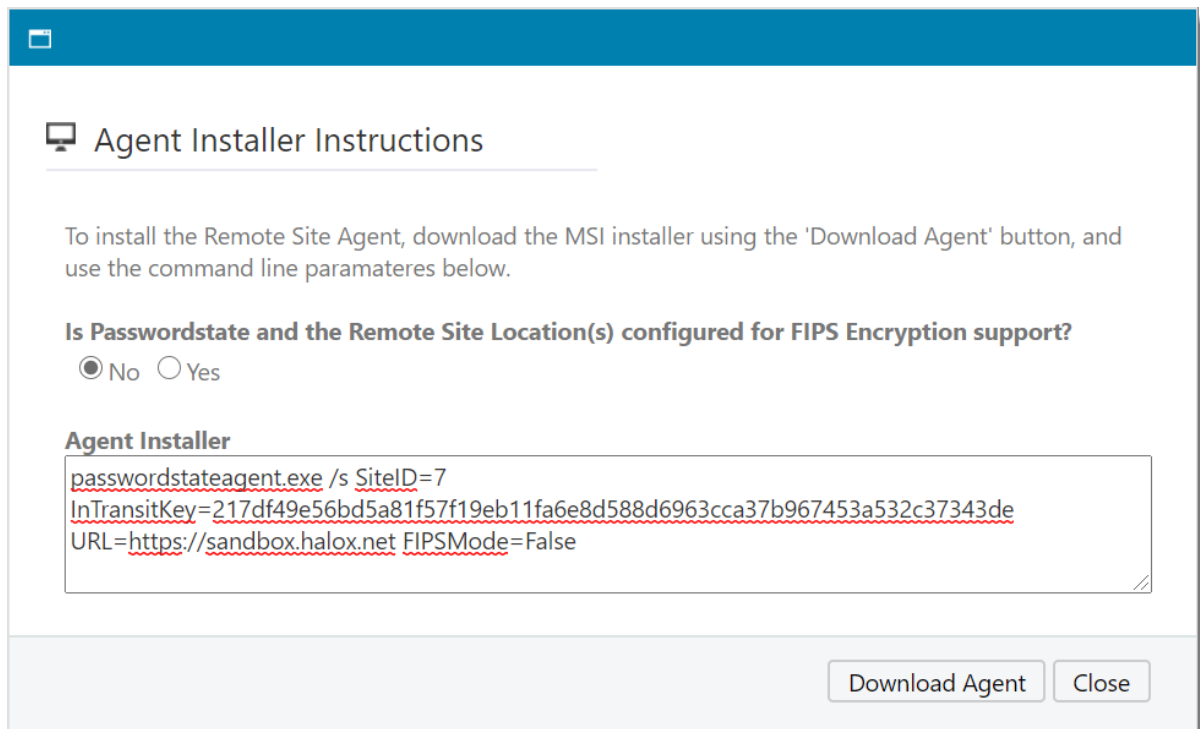 Agent Installer Instructions
To install the Remote Site Agent, download the MSI installer using the 'Download Agent' button, and
use the command line paramateres below.
Is Passwordstate and the Remote Site Location(s) configured for FIPS Encryption support?
No Yes
Agent Installer
passwordstateagent.exe /s SiteID=7
InTransitKey=217df49e56bd5a81f57f19eb11fa6e8d588d6963cca37b967453a532c37343de
URL=https://sandbox.halox.net FIPSMode=False
Download Agent Close